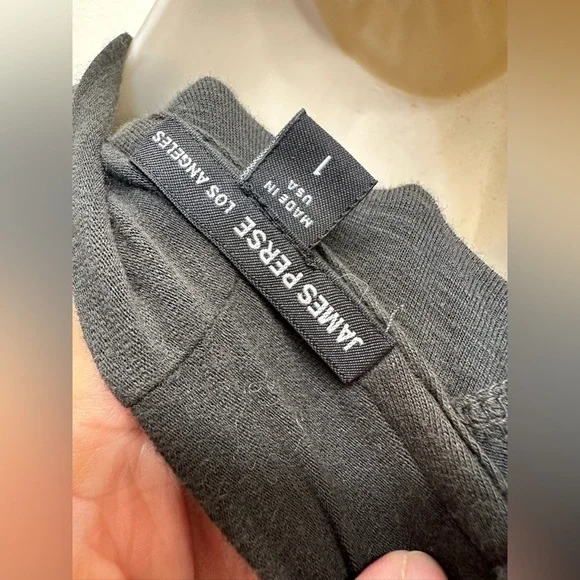 JAMES PERSE LOS ANGELES
1
MADE IN
USA